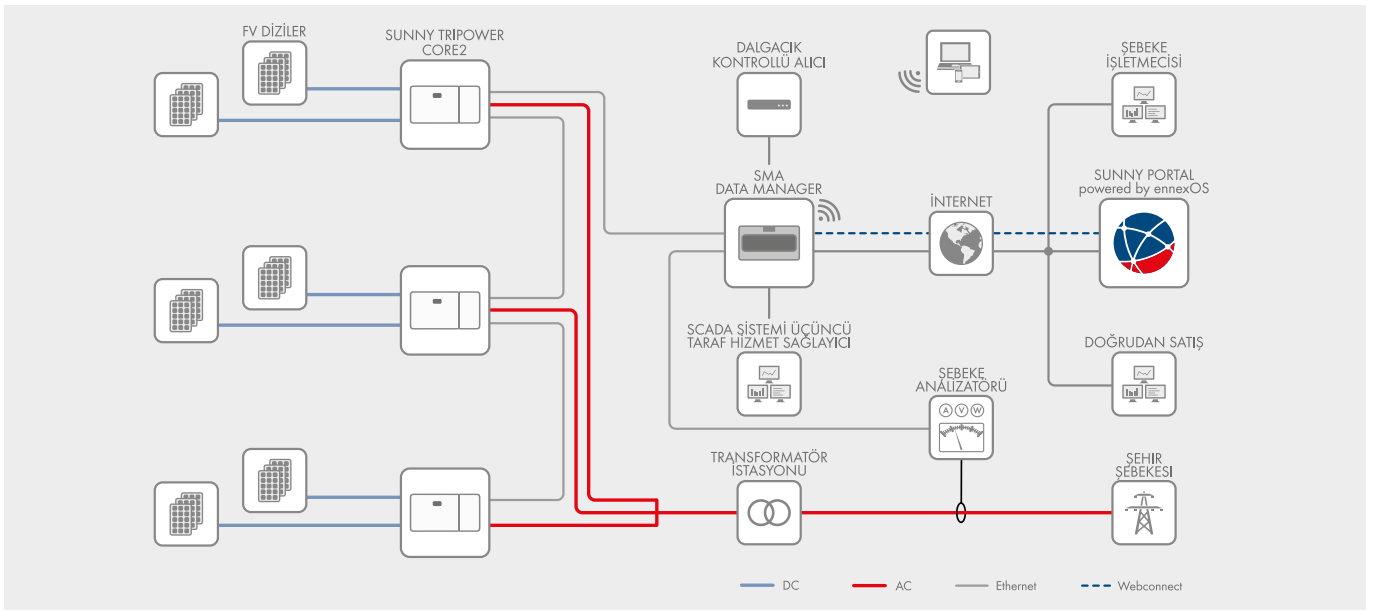 FV DİZİLER
SUNNY TRIPOWER
CORE2
DALGACIK
KONTROLLÜ ALICI
ŞEBEKE
İŞLETMECİSİ
SMA
DATA MANAGER
İNTERNET
SUNNY PORTAL
powered by ennexOS
SCADA SİSTEMİ ÜÇÜNCÜ
TARAF HİZMET SAĞLAYICI
ŞEBEKE
ANALİZATÖRÜ
A V W
DOĞRUDAN SATIŞ
TRANSFORMATÖR
İSTASYONU
ŞEHIR
ŞEBEKESI
DC
AC
Ethernet
Webconnect